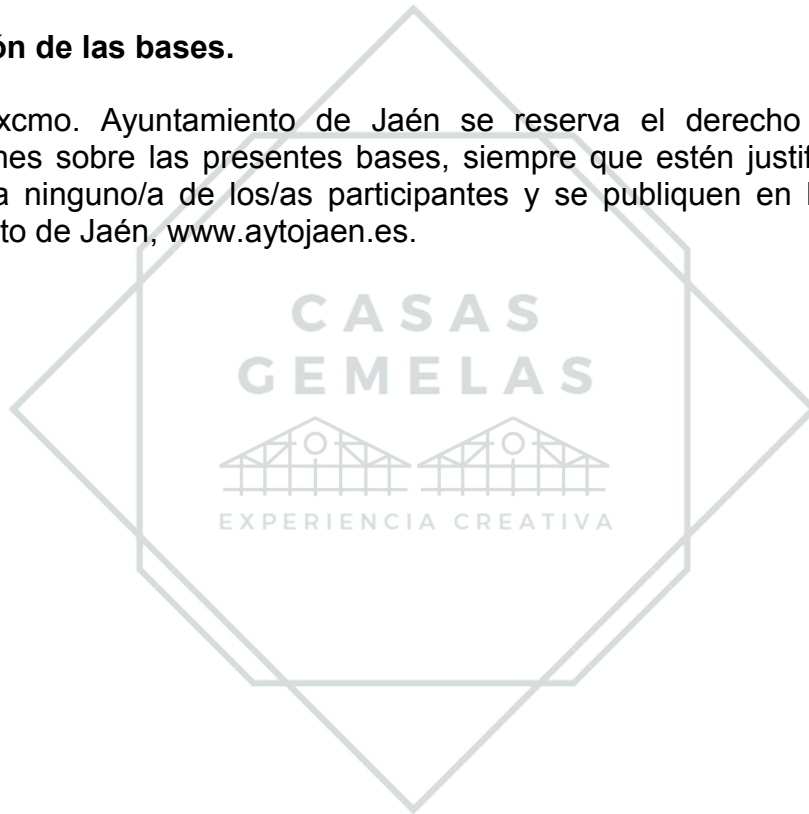 ón de las bases.
xcmo. Ayuntamiento de Jaén se reserva el derecho
nes sobre las presentes bases, siempre que estén justif
a ninguno/a de los/as participantes y se publiquen en l
to de Jaén, www.aytojaen.es.
CASAS
GEMELAS
EXPERIENCIA CREATIVA